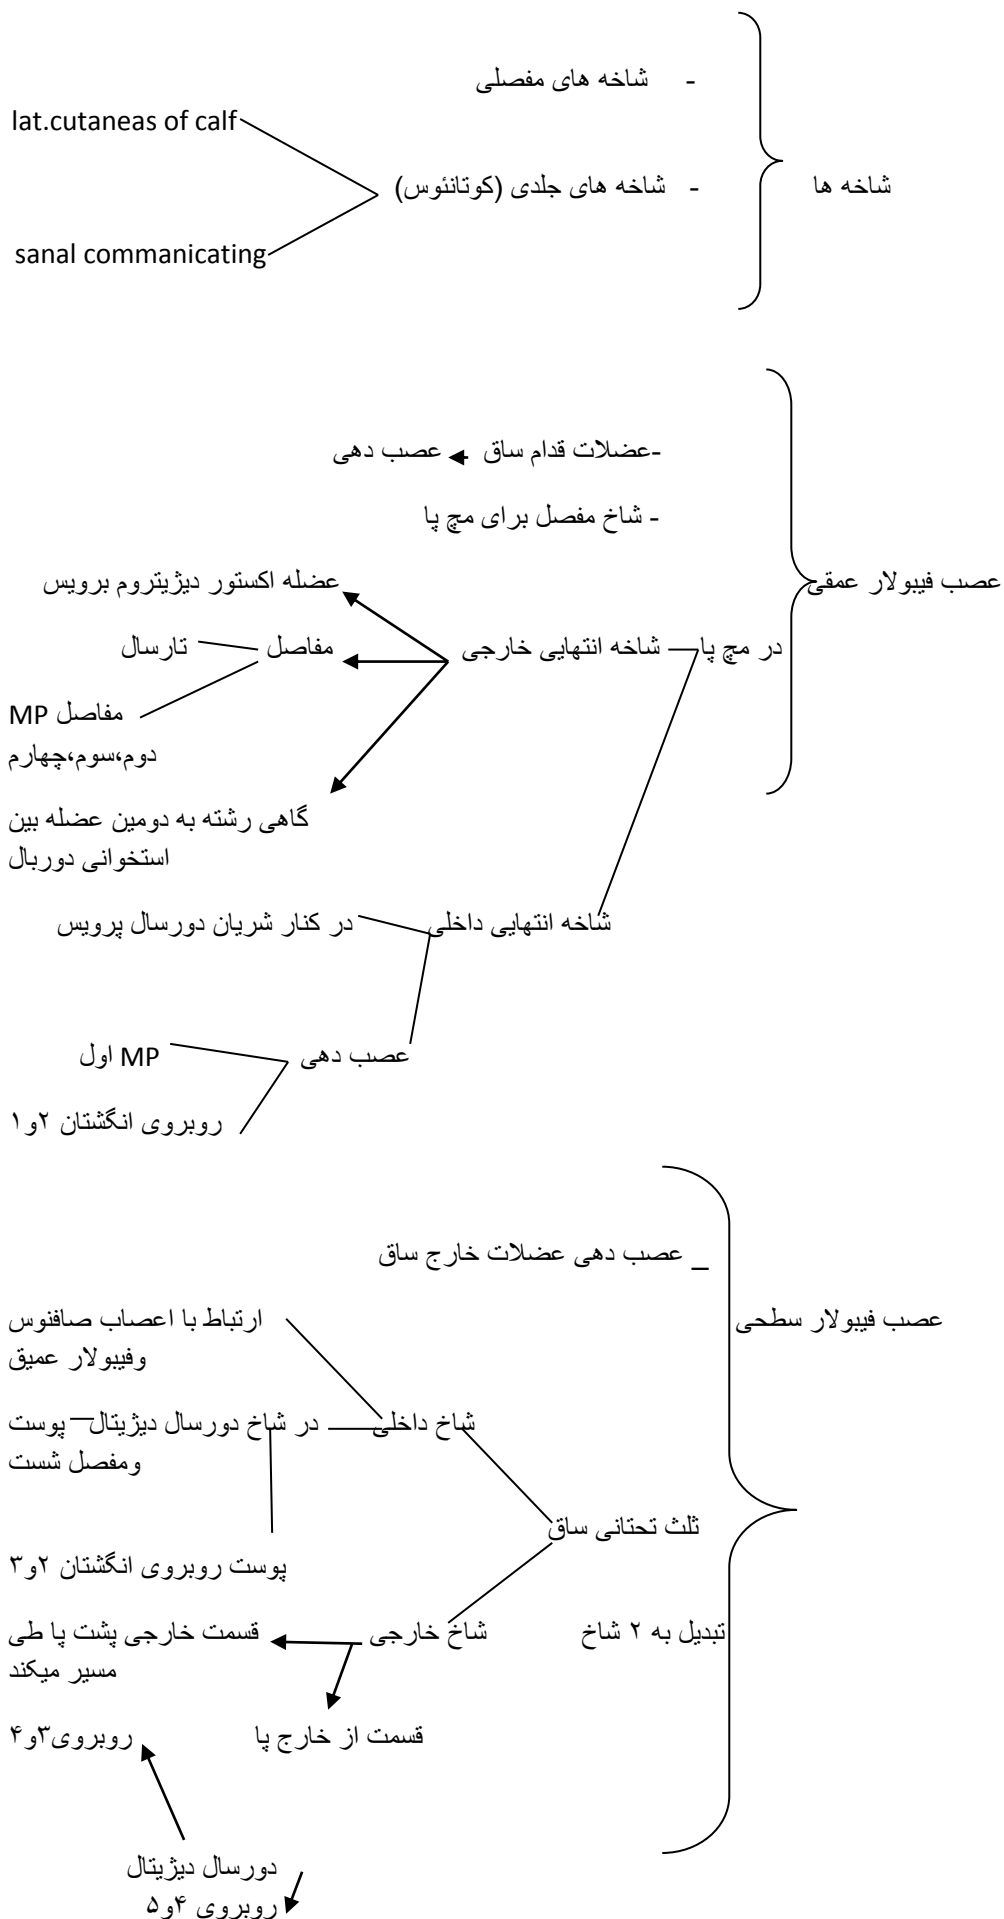 - شاخه های مفصلی
lat.cutaneas of calf
شاخه ها
- شاخه های جلدی (کوتانئوس)
sanal commanicating
-عضلات قدام ساق عصب دهی
- شاخ مفصل برای مچ پا
عصب فیبولار عمقی
عضله اکستور دیژیتروم برویس
در مچ پا
شاخه انتهایی خارجی
مفاصل
تارسال
مفاصل MP
دوم،سوم،چهارم
گاهی رشته به دومین عضله بین
استخوانی دوربال
شاخه انتهایی داخلی
در کنار شریان دورسال پرویس
عصب دهی
MP اول
روبروی انگشتان ۲و۱
_ عصب دهی عضلات خارج ساق
عصب فیبولار سطحی
ارتباط با اعصاب صافنوس
وفیبولار عمیق
شاخ داخلی
در شاخ دورسال دیژیتال
پوست
ومفصل شست
ثلث تحتانی ساق
پوست روبروی انگشتان ۲و۳
تبدیل به ۲ شاخ
شاخ خارجی
قسمت خارجی پشت پا طی
مسیر میکند
قسمت از خارج پا
روبروی۳و۴
دورسال دیژیتال
روبروی ۴و۵